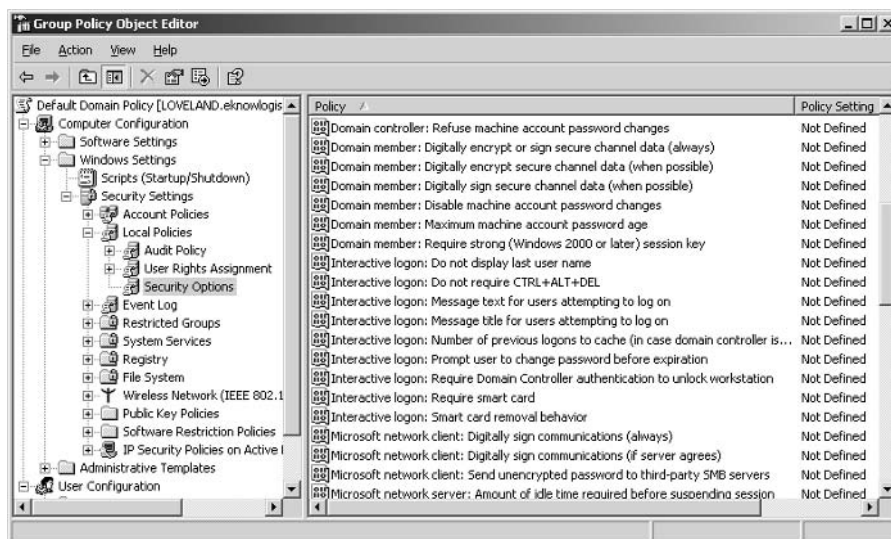 Group Policy Object Editor
File Action View Help
Default Domain Policy [LOVELAND.eknowlogis
Computer Configuration
Software Settings
Windows Settings
Scripts (Startup/Shutdown)
Security Settings
Account Policies
Local Policies
Audit Policy
User Rights Assignment
Security Options
Event Log
Restricted Groups
System Services
Registry
File System
Wireless Network (IEEE 802.1
Public Key Policies
Software Restriction Policies
IP Security Policies on Active
Administrative Templates
User Configuration
Policy Policy Setting
Domain controller: Refuse machine account password changes Not Defined
Domain member: Digitally encrypt or sign secure channel data (always) Not Defined
Domain member: Digitally encrypt secure channel data (when possible) Not Defined
Domain member: Digitally sign secure channel data (when possible) Not Defined
Domain member: Disable machine account password changes Not Defined
Domain member: Maximum machine account password age Not Defined
Domain member: Require strong (Windows 2000 or later) session key Not Defined
Interactive logon: Do not display last user name Not Defined
Interactive logon: Do not require CTRL+ALT+DEL Not Defined
Interactive logon: Message text for users attempting to log on Not Defined
Interactive logon: Message title for users attempting to log on Not Defined
Interactive logon: Number of previous logons to cache (in case domain controller is... Not Defined
Interactive logon: Prompt user to change password before expiration Not Defined
Interactive logon: Require Domain Controller authentication to unlock workstation Not Defined
Interactive logon: Require smart card Not Defined
Interactive logon: Smart card removal behavior Not Defined
Microsoft network client: Digitally sign communications (always) Not Defined
Microsoft network client: Digitally sign communications (if server agrees) Not Defined
Microsoft network client: Send unencrypted password to third-party SMB servers Not Defined
Microsoft network server: Amount of idle time required before suspending session Not Defined